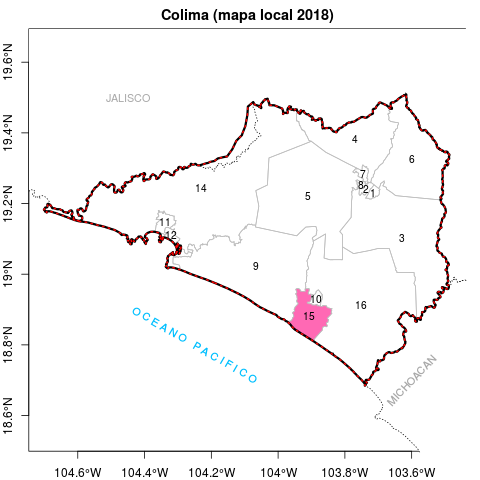 Colima (mapa local 2018)
19.6°N
19.4°N
19.2°N
19°N
18.8°N
18.6°N
JALISCO
4
6
7
8
2
1
14
5
11
12
3
9
10
16
15
OCEANO PACIFICO
MICHOACAN
104.6°W
104.4°W
104.2°W
104°W
103.8°W
103.6°W